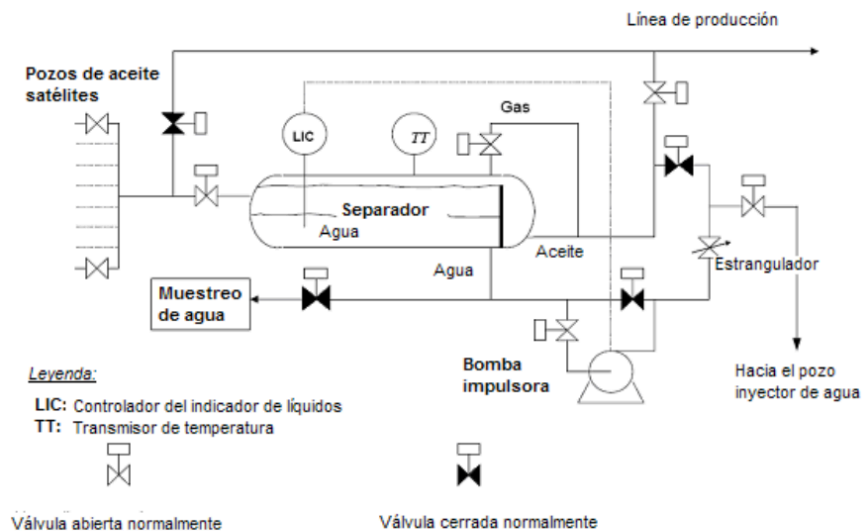 Línea de producción
Pozos de aceite
satélites
Gas
LIC
TT
Separador
Agua
Aceite
Agua
Estrangulador
Muestreo
de agua
Bomba
impulsora
Hacia el pozo
inyector de agua
Leyenda:
LIC: Controlador del indicador de líquidos
TT: Transmisor de temperatura
Válvula abierta normalmente
Válvula cerrada normalmente